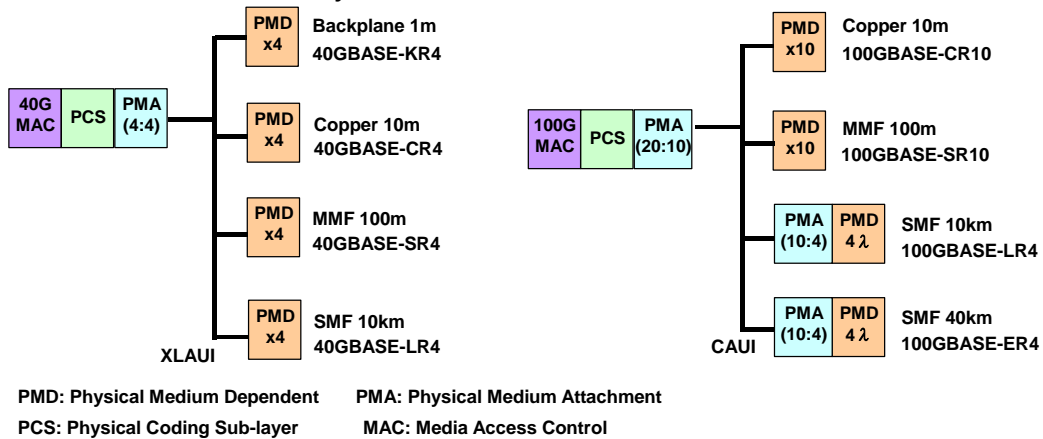 PMD
x4
Backplane 1m
40GBASE-KR4
40G
MAC
PCS
PMA
(4:4)
PMD
x4
Copper 10m
40GBASE-CR4
PMD
x4
MMF 100m
40GBASE-SR4
PMD
x4
SMF 10km
40GBASE-LR4
XLAUI
PMD
x10
Copper 10m
100GBASE-CR10
100G
MAC
PCS
PMA
(20:10)
PMD
x10
MMF 100m
100GBASE-SR10
PMA
(10:4)
PMD
4 λ
SMF 10km
100GBASE-LR4
PMA
(10:4)
PMD
4 λ
SMF 40km
100GBASE-ER4
CAUI
PMD: Physical Medium Dependent
PMA: Physical Medium Attachment
PCS: Physical Coding Sub-layer
MAC: Media Access Control